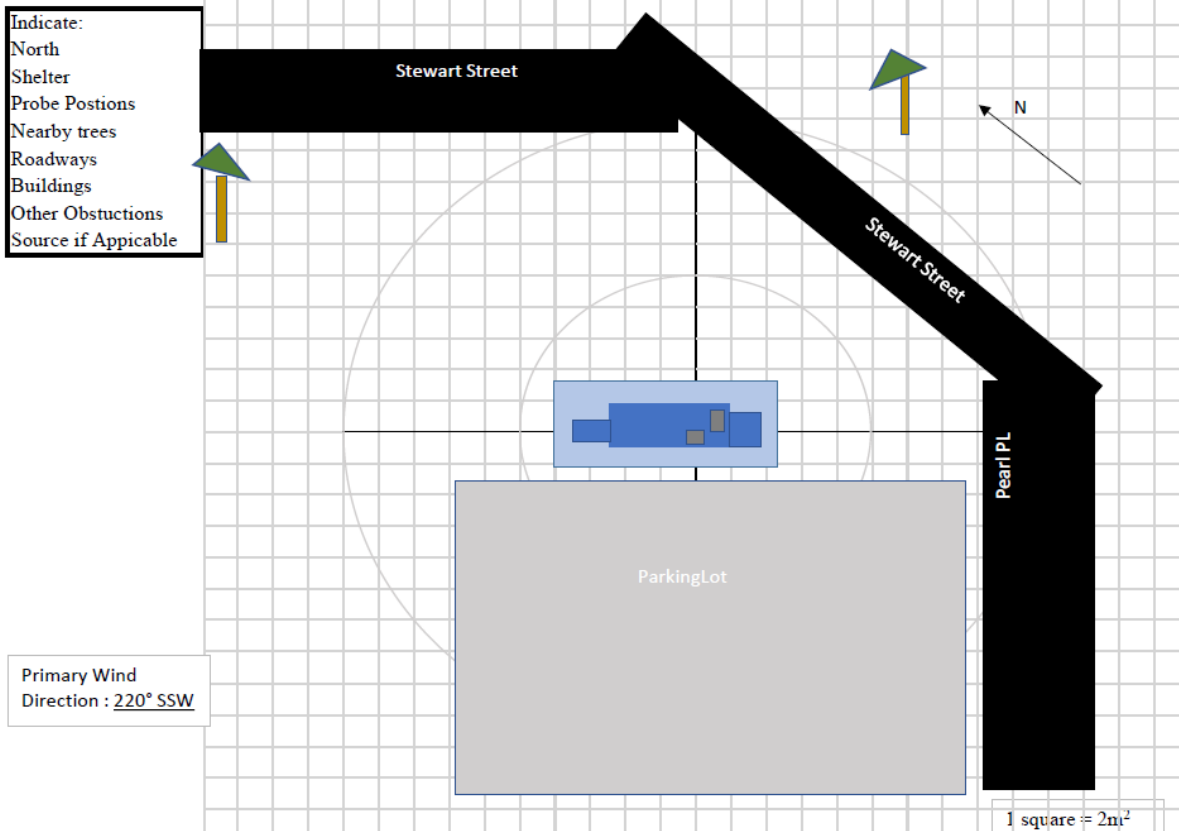 Indicate:
North
Shelter
Probe Postions
Nearby trees
Roadways
Buildings
Other Obstuctions
Source if Appicable
Stewart Street
N
Stewart Street
Pearl PL
ParkingLot
Primary Wind
Direction : 220° SSW
1 square = 2m²